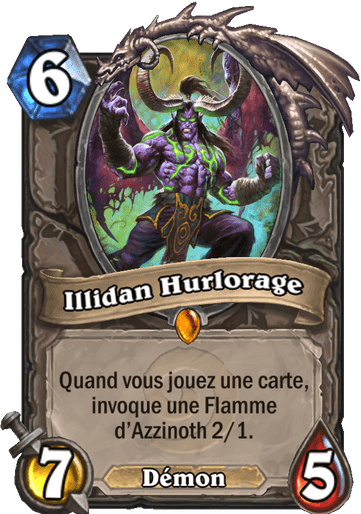 6
Illidan Hurlorage
Quand vous jouez une carte,
invoque une Flamme
d'Azzinoth 2/1.
7
Démon
5